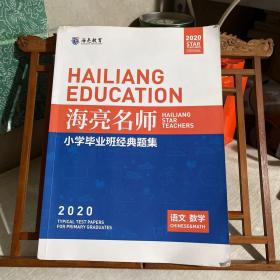 海亮教育
2020
STAR
HAILIANG
EDUCATION
海亮名师
HAILIANG
STAR
TEACHERS
小学毕业班经典题集
2020
TYPICAL TEST PAPERS
FOR PRIMARY GRADUATES
语文 数学
CHINESE&MATH